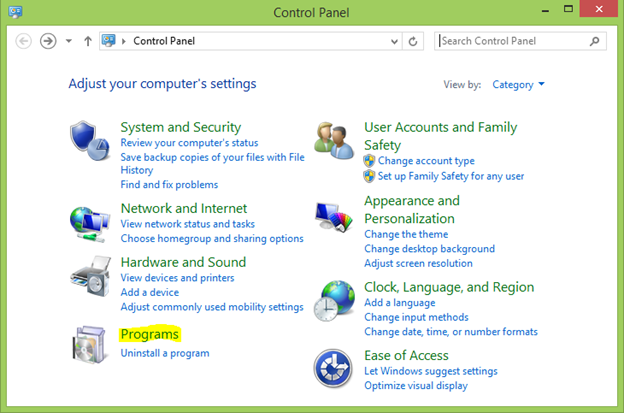 Control Panel
Control Panel
Search Control Panel
Adjust your computer's settings
View by: Category
System and Security
Review your computer's status
Save backup copies of your files with File
History
Find and fix problems
Network and Internet
View network status and tasks
Choose homegroup and sharing options
Hardware and Sound
View devices and printers
Add a device
Adjust commonly used mobility settings
Programs
Uninstall a program
User Accounts and Family
Safety
Change account type
Set up Family Safety for any user
Appearance and
Personalization
Change the theme
Change desktop background
Adjust screen resolution
Clock, Language, and Region
Add a language
Change input methods
Change date, time, or number formats
Ease of Access
Let Windows suggest settings
Optimize visual display